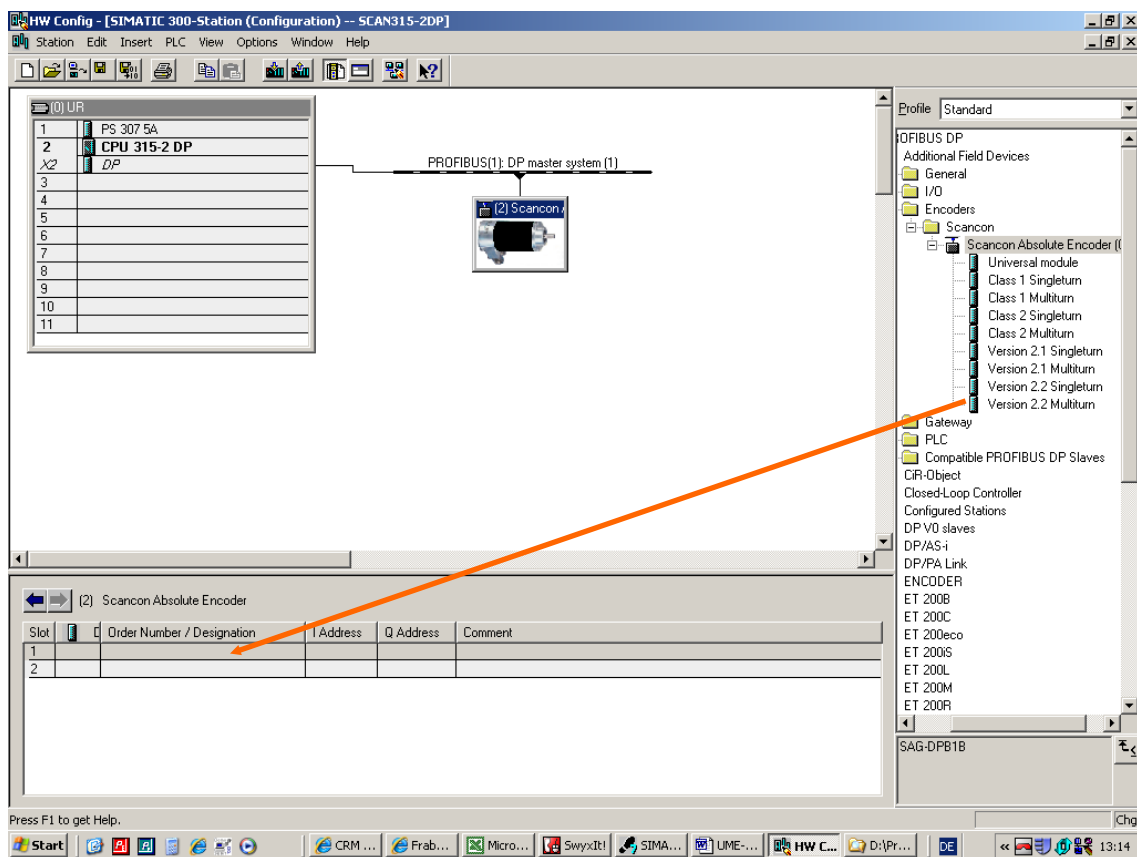 HW Config - [SIMATIC 300-Station (Configuration) -- SCAN315-2DP]
Station Edit Insert PLC View Options Window Help
(0) UR
1 PS 307 5A
2 CPU 315-2 DP
X2 DP
3
4
5
6
7
8
9
10
11
PROFIBUS(1): DP master system (1)
(2) Scancon
Profile Standard
OFIBUS DP
Additional Field Devices
General
I/O
Encoders
Scancon
Scancon Absolute Encoder
Universal module
Class 1 Singleturn
Class 1 Multiturn
Class 2 Singleturn
Class 2 Multiturn
Version 2.1 Singleturn
Version 2.1 Multiturn
Version 2.2 Singleturn
Version 2.2 Multiturn
Gateway
PLC
Compatible PROFIBUS DP Slaves
CiR-Object
Closed-Loop Controller
Configured Stations
DP V0 slaves
DP/AS-i
DP/PA Link
ENCODER
ET 200B
ET 200C
ET 200eco
ET 200iS
ET 200L
ET 200M
ET 200R
SAG-DPB1B
(2) Scancon Absolute Encoder
Slot D Order Number / Designation I Address Q Address Comment
1
2
Press F1 to get Help.
Chg
Start CRM ... Frab... Micro... SwyxIt! SIMA... UME-... HW C... D:\Pr... DE « 13:14